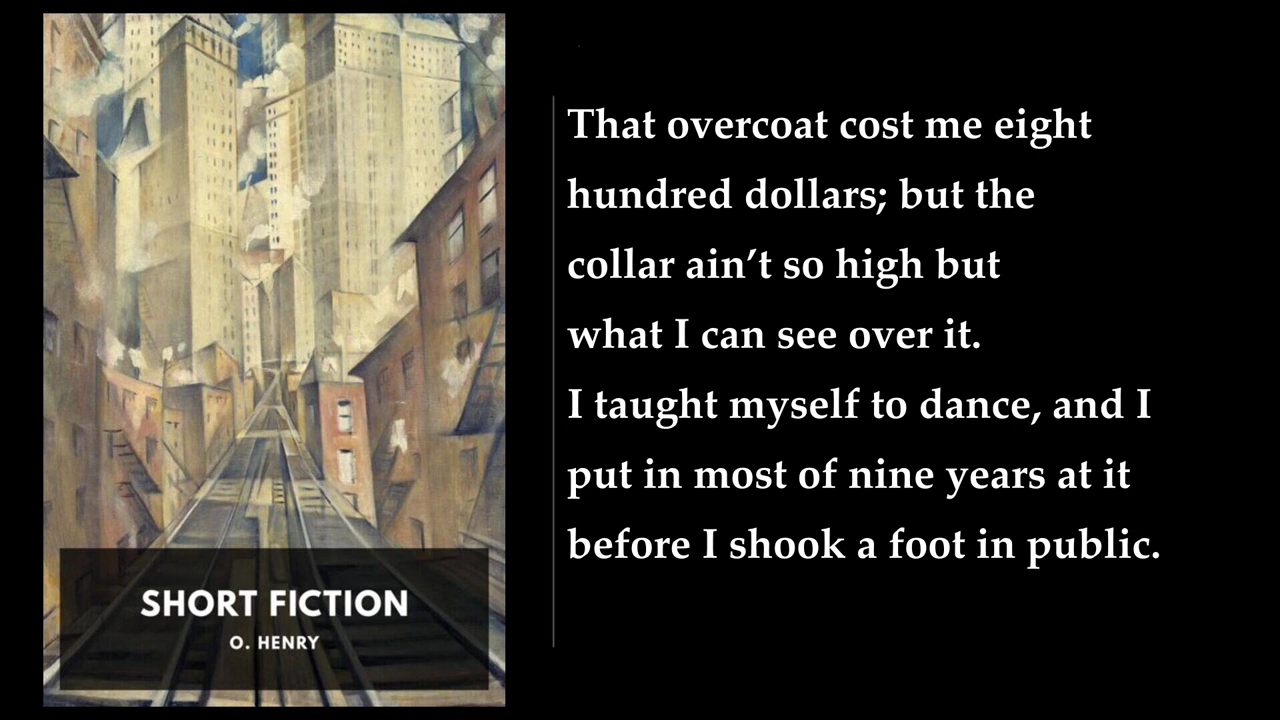 That overcoat cost me eight
hundred dollars; but the
collar ain’t so high but
what I can see over it.
I taught myself to dance, and I
put in most of nine years at it
before I shook a foot in public.
SHORT FICTION
O. HENRY